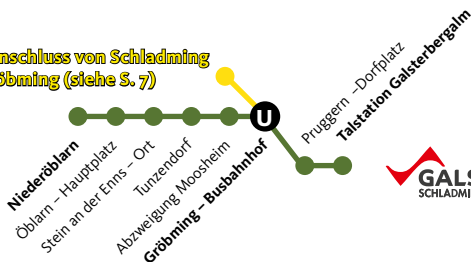 nschluss von Schladming
öbming (siehe S. 7)
U
Niederöblarn
Öblarn – Hauptplatz
Stein an der Enns – Ort
Tunzendorf
Abzweigung Moosheim
Gröbming – Busbahnhof
Pruggern –Dorfplatz
Talstation Galsterbergalm
GALS
SCHLADMI